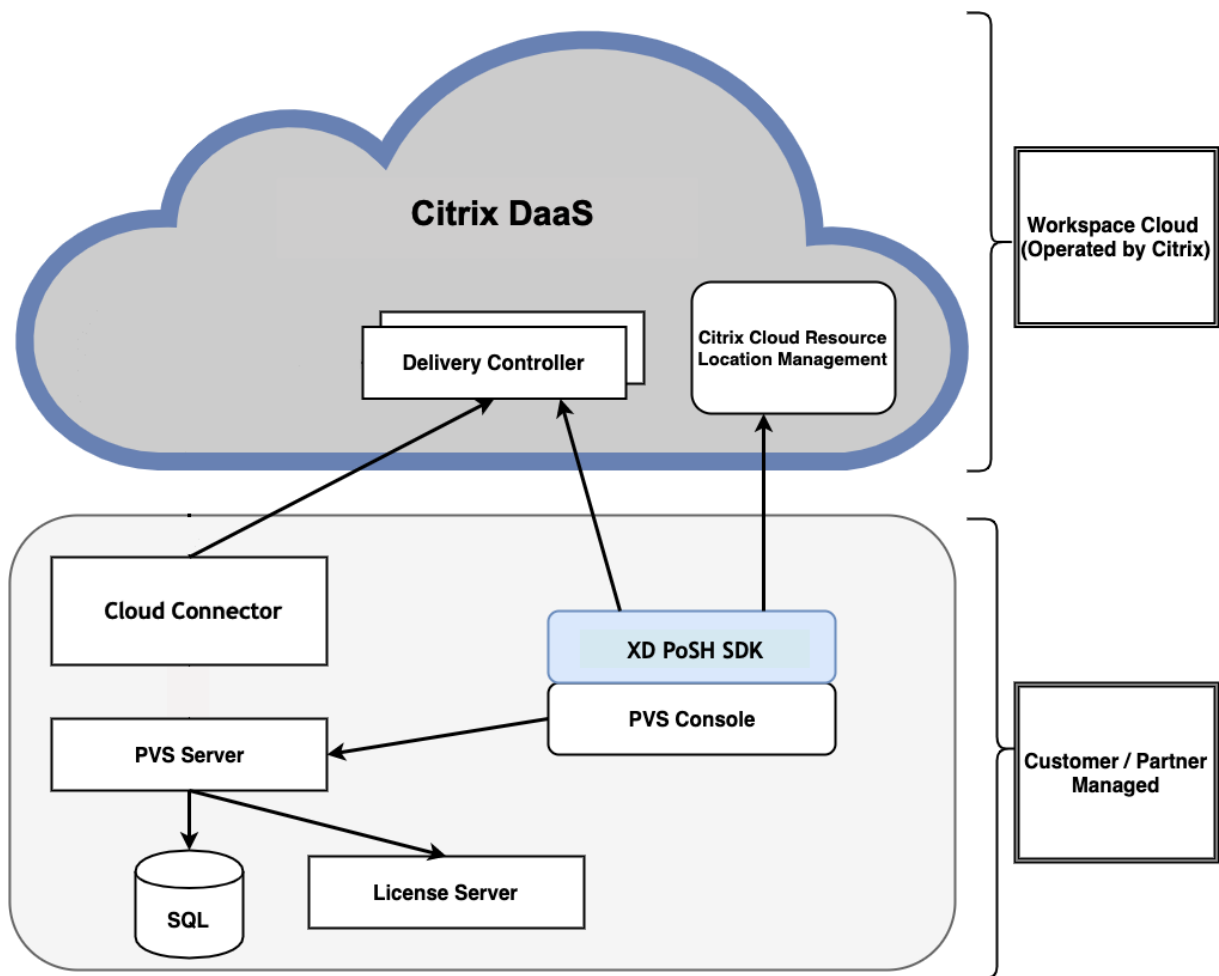 Citrix DaaS
Workspace Cloud
(Operated by Citrix)
Delivery Controller
Citrix Cloud Resource
Location Management
Cloud Connector
XD PoSH SDK
PVS Console
PVS Server
Customer / Partner
Managed
License Server
SQL